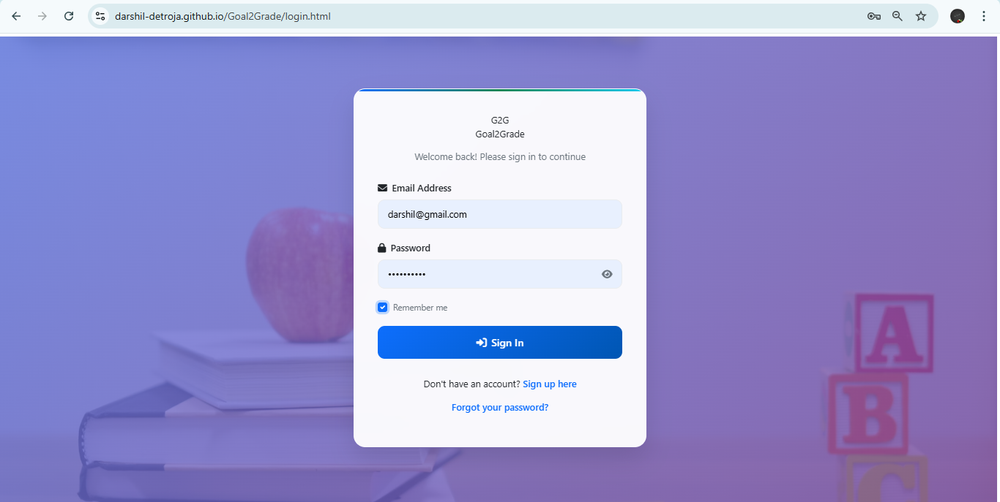 darshil-detroja.github.io/Goal2Grade/login.html
G2G
Goal2Grade
Welcome back! Please sign in to continue
Email Address
darshil@gmail.com
Password
••••••••••
Remember me
Sign In
Don't have an account? Sign up here
Forgot your password?
A
B
C